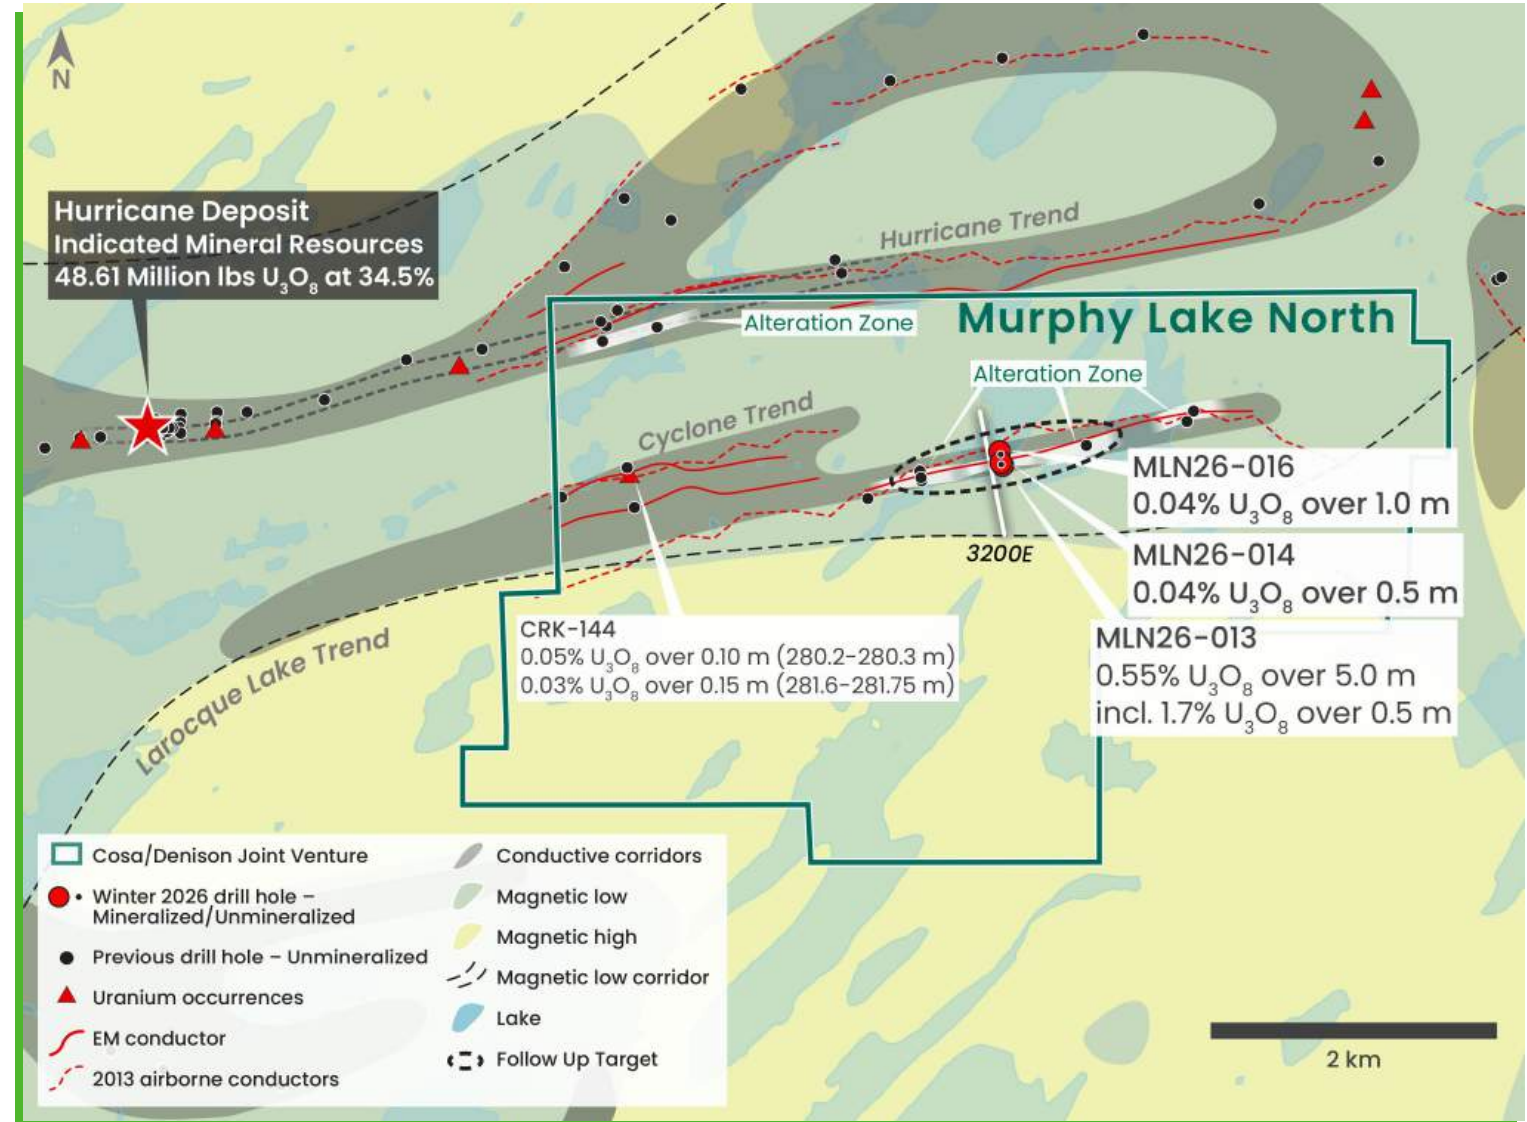 N
Hurricane Deposit
Indicated Mineral Resources
48.61 Million lbs U₃O₈ at 34.5%
Hurricane Trend
Alteration Zone
Murphy Lake North
Alteration Zone
Cyclone Trend
MLN26-016
0.04% U₃O₈ over 1.0 m
3200E
MLN26-014
0.04% U₃O₈ over 0.5 m
CRK-144
0.05% U₃O₈ over 0.10 m (280.2-280.3 m)
0.03% U₃O₈ over 0.15 m (281.6-281.75 m)
MLN26-013
0.55% U₃O₈ over 5.0 m
incl. 1.7% U₃O₈ over 0.5 m
Larocque Lake Trend
Cosa/Denison Joint Venture
Winter 2026 drill hole –
Mineralized/Unmineralized
Previous drill hole – Unmineralized
Uranium occurrences
EM conductor
2013 airborne conductors
Conductive corridors
Magnetic low
Magnetic high
Magnetic low corridor
Lake
Follow Up Target
2 km